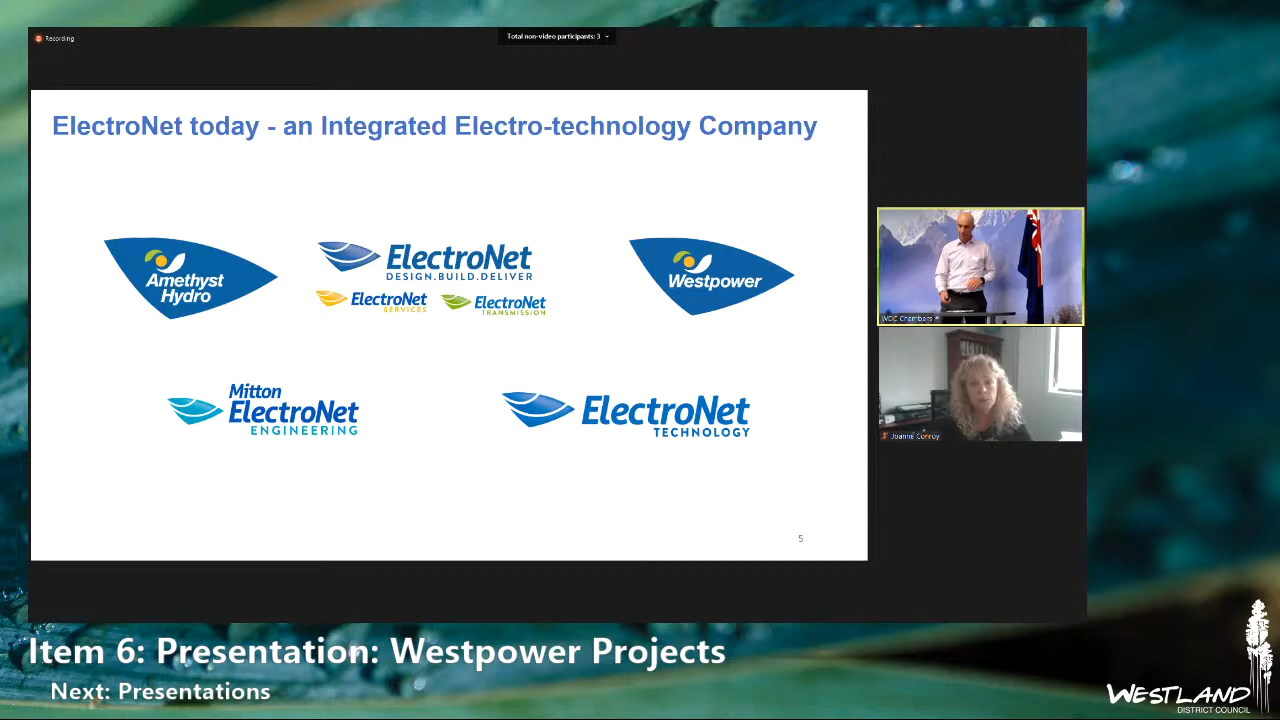 Recording
Total non-video participants: 3
ElectroNet today - an Integrated Electro-technology Company
Amethyst
Hydro
ElectroNet
DESIGN.BUILD.DELIVER
ElectroNet
SERVICES
ElectroNet
TRANSMISSION
Westpower
Mitton
ElectroNet
ENGINEERING
ElectroNet
TECHNOLOGY
5
WDC Chambers
Joanne Conroy
Item 6: Presentation: Westpower Projects
Next: Presentations
WESTLAND
DISTRICT COUNCIL